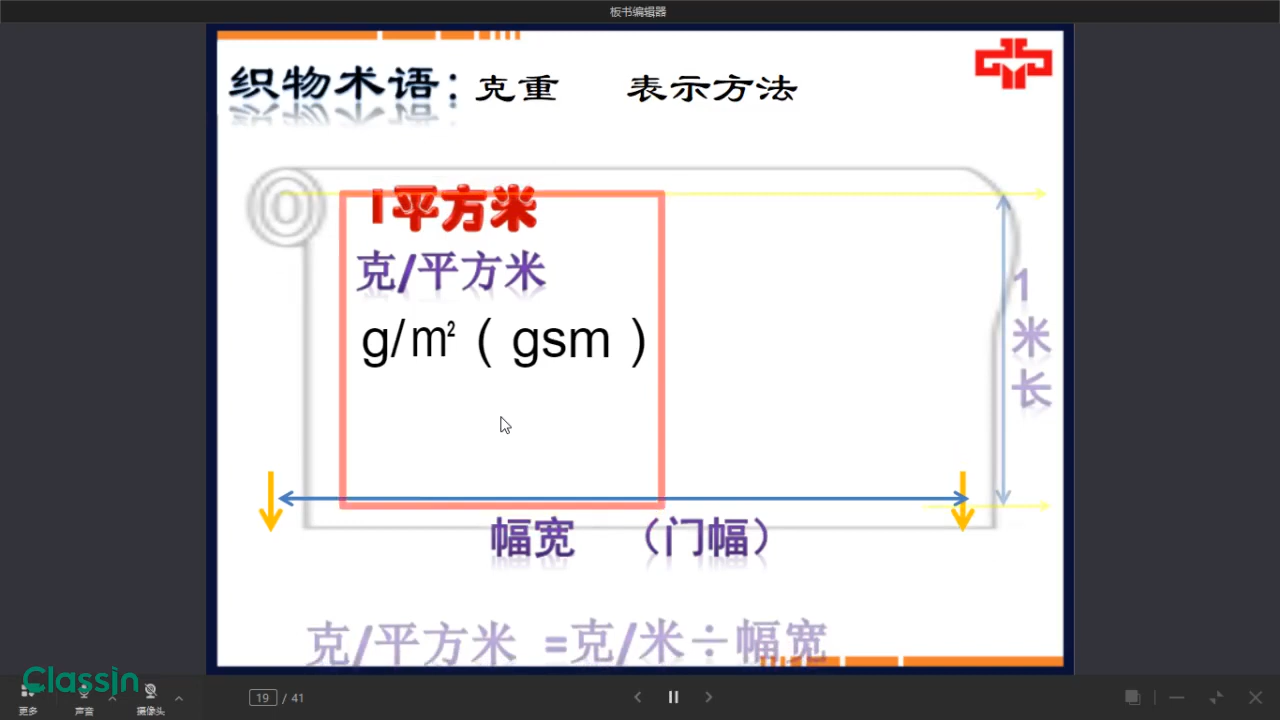 板书编辑器
织物术语：克重 表示方法
1平方米
克/平方米
g/m²（gsm）
1米长
幅宽 （门幅）
克/平方米 =克/米÷幅宽
ClassIn
更多 声音 摄像头
19 / 41